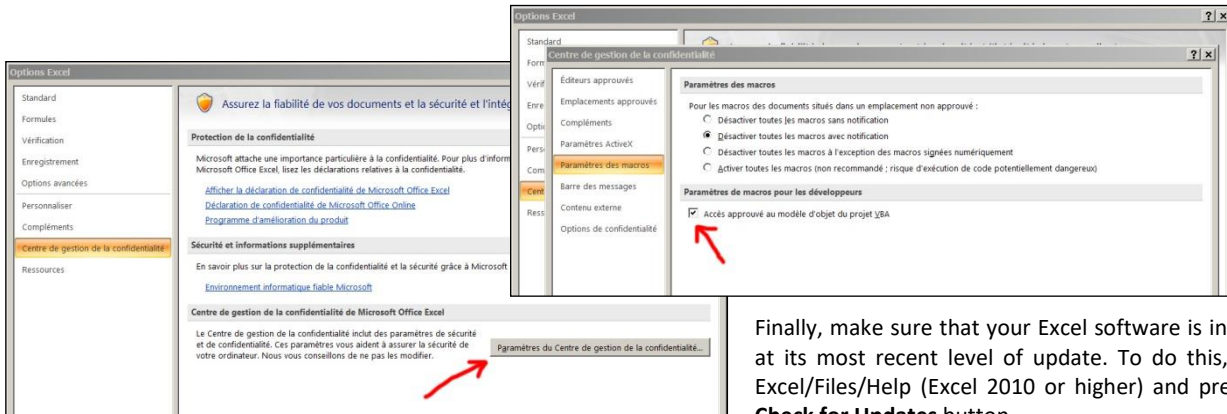 Options Excel
Standard
Formules
Vérification
Enregistrement
Options avancées
Personnaliser
Compléments
Centre de gestion de la confidentialité
Ressources
Assurez la fiabilité de vos documents et la sécurité et l'intég
Protection de la confidentialité
Microsoft attache une importance particulière à la confidentialité. Pour plus d'inform
Microsoft Office Excel, lisez les déclarations relatives à la confidentialité.
Afficher la déclaration de confidentialité de Microsoft Office Excel
Déclaration de confidentialité de Microsoft Office Online
Programme d'amélioration du produit
Sécurité et informations supplémentaires
En savoir plus sur la protection de la confidentialité et la sécurité grâce à Microsoft
Environnement informatique fiable Microsoft
Centre de gestion de la confidentialité de Microsoft Office Excel
Le Centre de gestion de la confidentialité inclut des paramètres de sécurité
et de confidentialité. Ces paramètres vous aident à assurer la sécurité de
votre ordinateur. Nous vous conseillons de ne pas les modifier.
Paramètres du Centre de gestion de la confidentialité...
Options Excel
Standard
Form
Vérif
Enre
Optio
Perso
Com
Cent
Ress
Centre de gestion de la confidentialité
Éditeurs approuvés
Emplacements approuvés
Compléments
Paramètres ActiveX
Paramètres des macros
Barre des messages
Contenu externe
Options de confidentialité
Paramètres des macros
Pour les macros des documents situés dans un emplacement non approuvé :
Désactiver toutes les macros sans notification
Désactiver toutes les macros avec notification
Désactiver toutes les macros à l'exception des macros signées numériquement
Activer toutes les macros (non recommandé ; risque d'exécution de code potentiellement dangereux)
Paramètres de macros pour les développeurs
Accès approuvé au modèle d'objet du projet VBA
Finally, make sure that your Excel software is in
at its most recent level of update. To do this,
Excel/Files/Help (Excel 2010 or higher) and pre
Check for Updates button